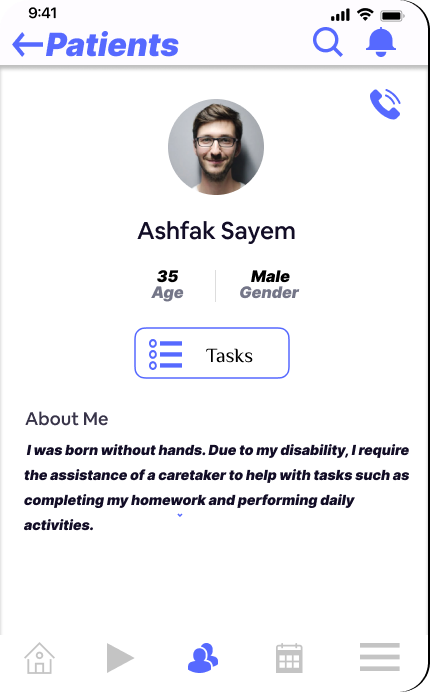 9:41
Patients
Ashfak Sayem
35
Age
Male
Gender
Tasks
About Me
I was born without hands. Due to my disability, I require
the assistance of a caretaker to help with tasks such as
completing my homework and performing daily
activities.